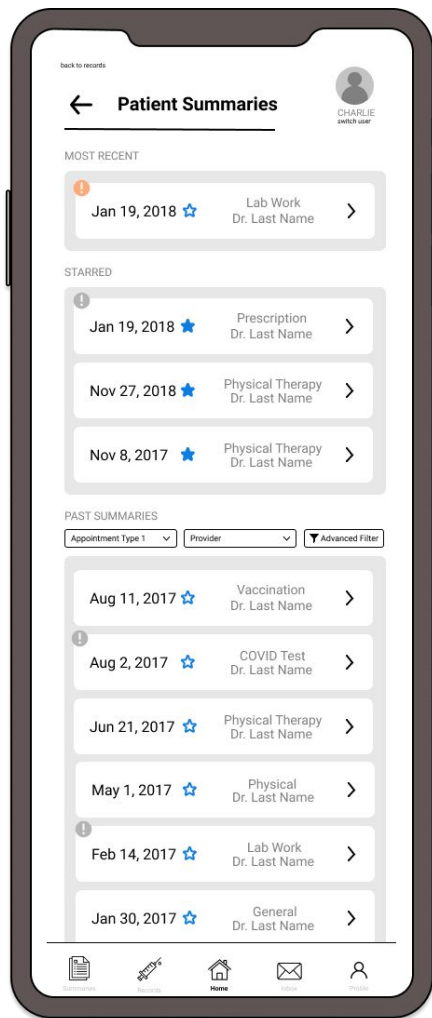 back to records
Patient Summaries
CHARLIE
switch user
MOST RECENT
!
Jan 19, 2018
Lab Work
Dr. Last Name
STARRED
!
Jan 19, 2018
Prescription
Dr. Last Name
Nov 27, 2018
Physical Therapy
Dr. Last Name
Nov 8, 2017
Physical Therapy
Dr. Last Name
PAST SUMMARIES
Appointment Type 1
Provider
Advanced Filter
Aug 11, 2017
Vaccination
Dr. Last Name
!
Aug 2, 2017
COVID Test
Dr. Last Name
Jun 21, 2017
Physical Therapy
Dr. Last Name
May 1, 2017
Physical
Dr. Last Name
!
Feb 14, 2017
Lab Work
Dr. Last Name
Jan 30, 2017
General
Dr. Last Name
Summaries
Records
Home
Inbox
Profile